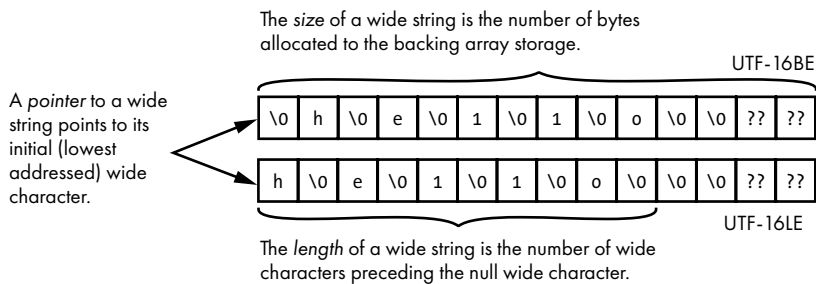 The size of a wide string is the number of bytes
allocated to the backing array storage.
UTF-16BE
A pointer to a wide
string points to its
initial (lowest
addressed) wide
character.
\0 h \0 e \0 l \0 l \0 o \0 \0 ?? ??
h \0 e \0 l \0 l \0 o \0 \0 \0 ?? ??
UTF-16LE
The length of a wide string is the number of wide
characters preceding the null wide character.